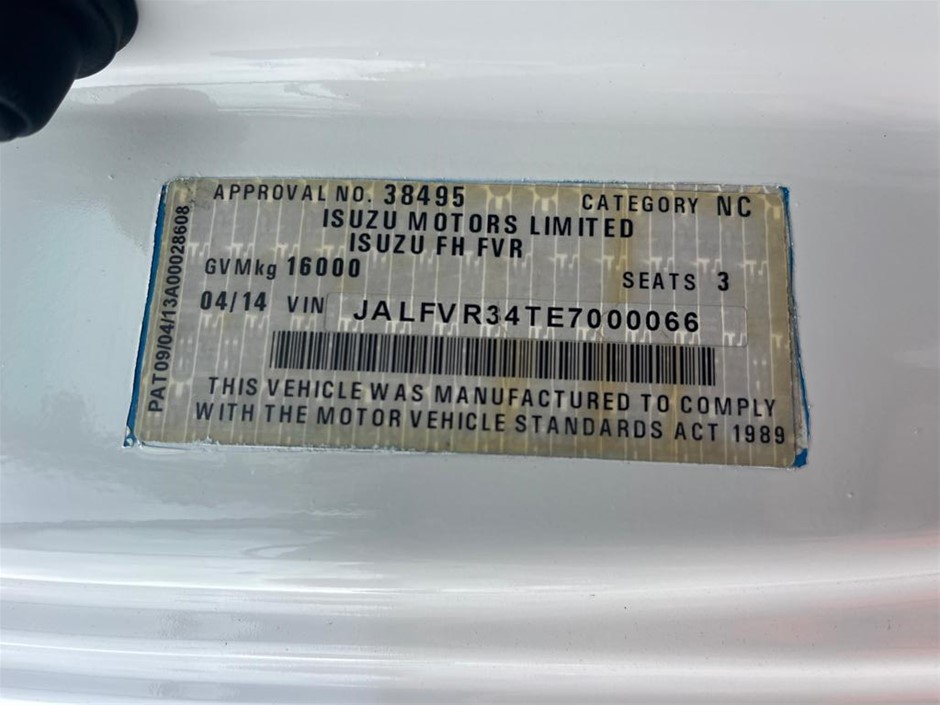 APPROVAL NO. 38495 CATEGORY NC
ISUZU MOTORS LIMITED
ISUZU FH FVR
GVMkg 16000 SEATS 3
04/14 VIN JALFVR34TE7000066
THIS VEHICLE WAS MANUFACTURED TO COMPLY
WITH THE MOTOR VEHICLE STANDARDS ACT 1989
PAT09/04/13A00028608